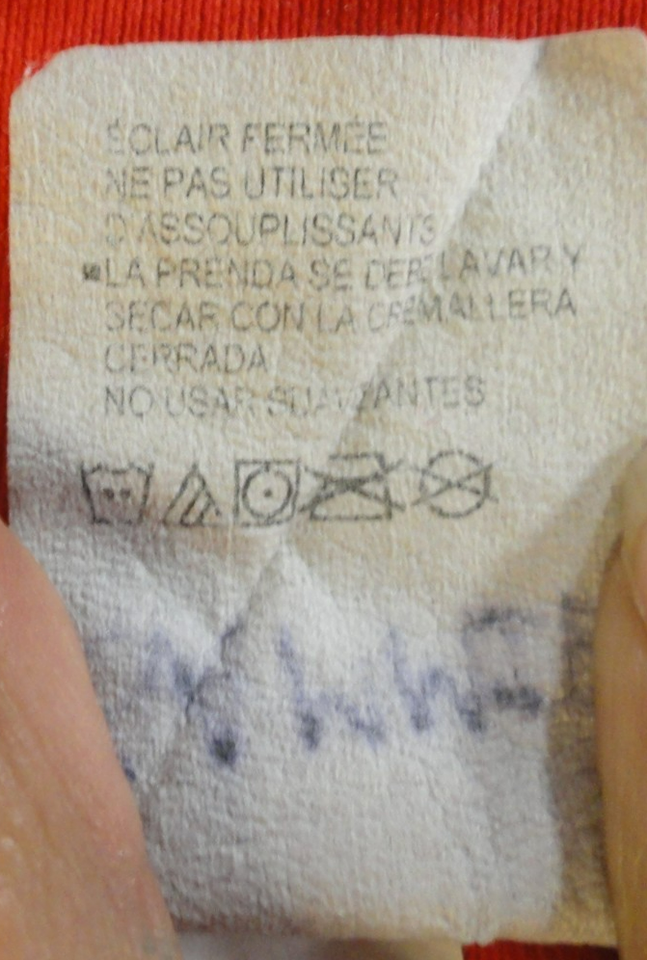 ÉCLAIR FERMÉE
NE PAS UTILISER
D'ASSOUPLISSANTS
LA PRENDA SE DEBE LAVAR Y
SECAR CON LA CREMALLERA
CERRADA
NO USAR SUAVIZANTES